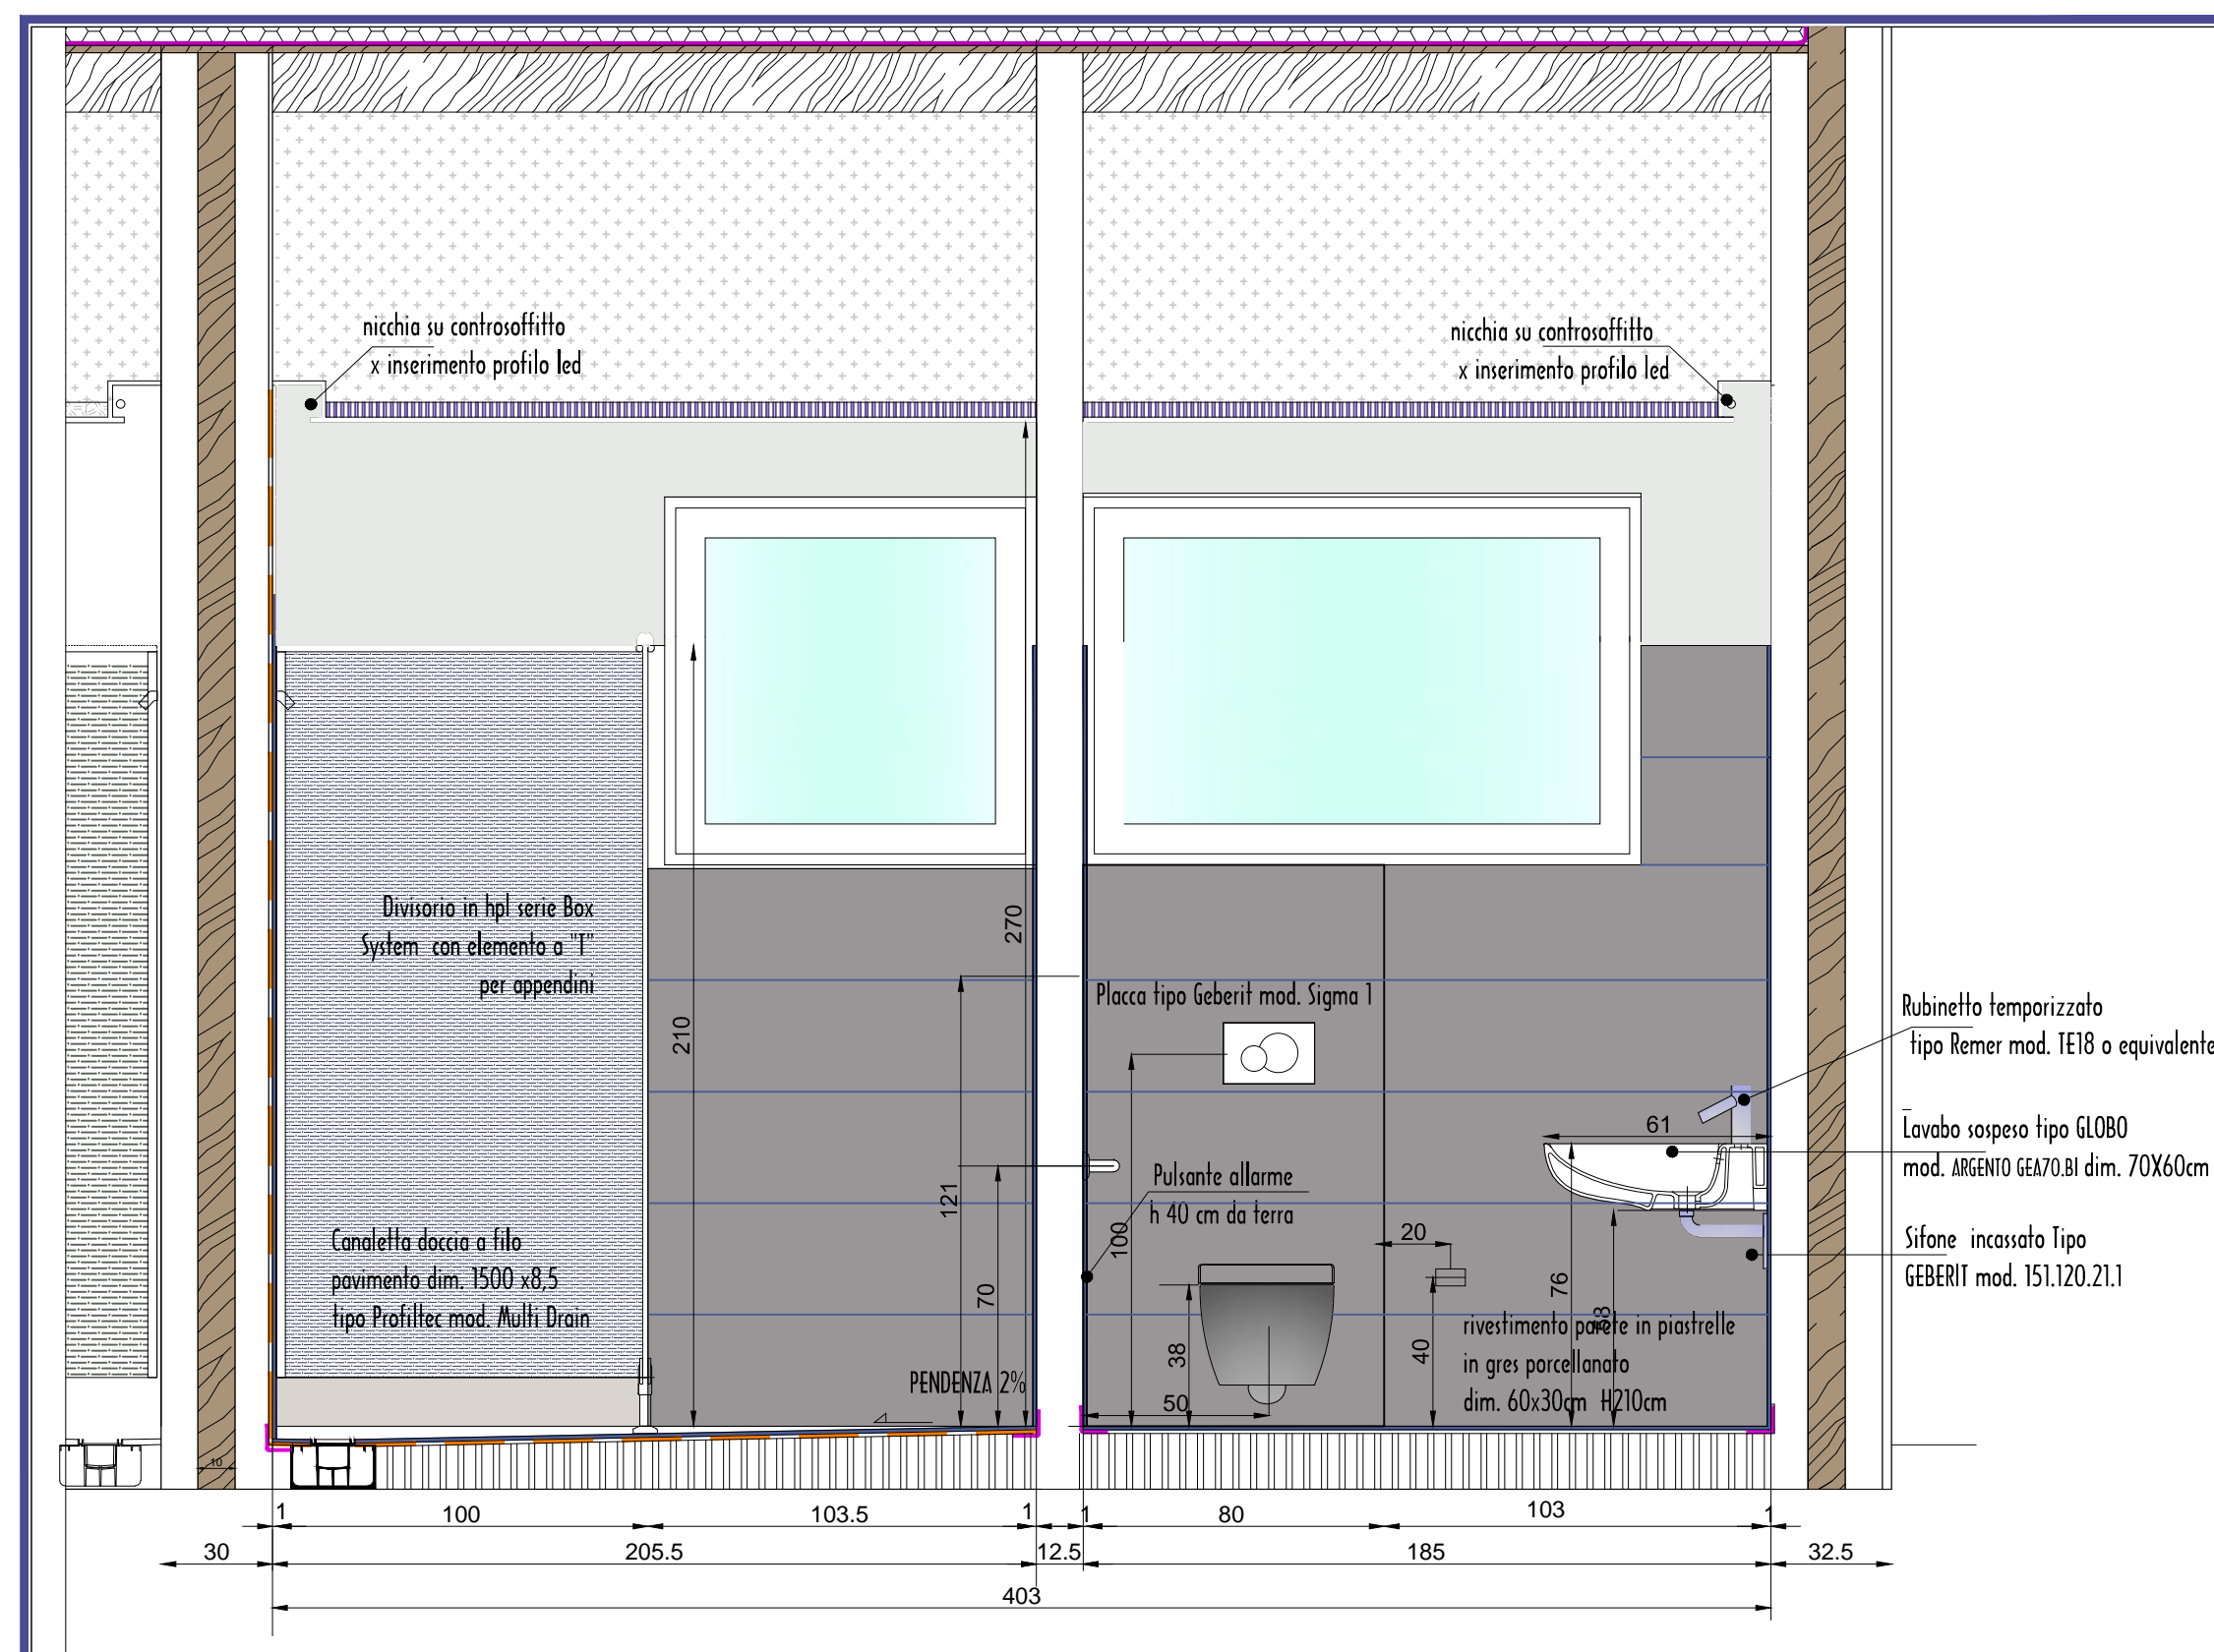 nicchia su controsoffitto
x inserimento profilo led
nicchia su controsoffitto
x inserimento profilo led
Divisorio in hpl serie Box
System con elemento a "T"
per appendini
270
210
Placca tipo Geberit mod. Sigma 1
Rubinetto temporizzato
tipo Remer mod. TE18 o equivalente
61
Lavabo sospeso tipo GLOBO
mod. ARGENTO GEA70.BI dim. 70X60cm
Pulsante allarme
h 40 cm da terra
121
100
20
Sifone incassato Tipo
GEBERIT mod. 151.120.21.1
Canaletta doccia a filo
pavimento dim. 1500 x8,5
tipo Profiltec mod. Multi Drain
70
76
38
40
rivestimento parete in piastrelle
in gres porcellanato
dim. 60x30cm H210cm
PENDENZA 2%
50
10
1 100 103.5 1 1 80 103 1
30 205.5 12.5 185 32.5
403